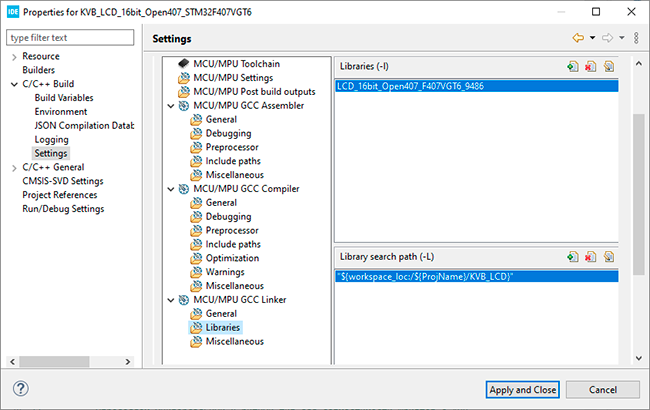 IDE Properties for KVB_LCD_16bit_Open407_STM32F407VGT6
type filter text
Resource
Builders
C/C++ Build
Build Variables
Environment
JSON Compilation Datab
Logging
Settings
C/C++ General
CMSIS-SVD Settings
Project References
Run/Debug Settings
Settings
MCU/MPU Toolchain
MCU/MPU Settings
MCU/MPU Post build outputs
MCU/MPU GCC Assembler
General
Debugging
Preprocessor
Include paths
Miscellaneous
MCU/MPU GCC Compiler
General
Debugging
Preprocessor
Include paths
Optimization
Warnings
Miscellaneous
MCU/MPU GCC Linker
General
Libraries
Miscellaneous
Libraries (-l)
LCD_16bit_Open407_F407VGT6_9486
Library search path (-L)
"${workspace_loc:/${ProjName}/KVB_LCD}"
?
Apply and Close
Cancel